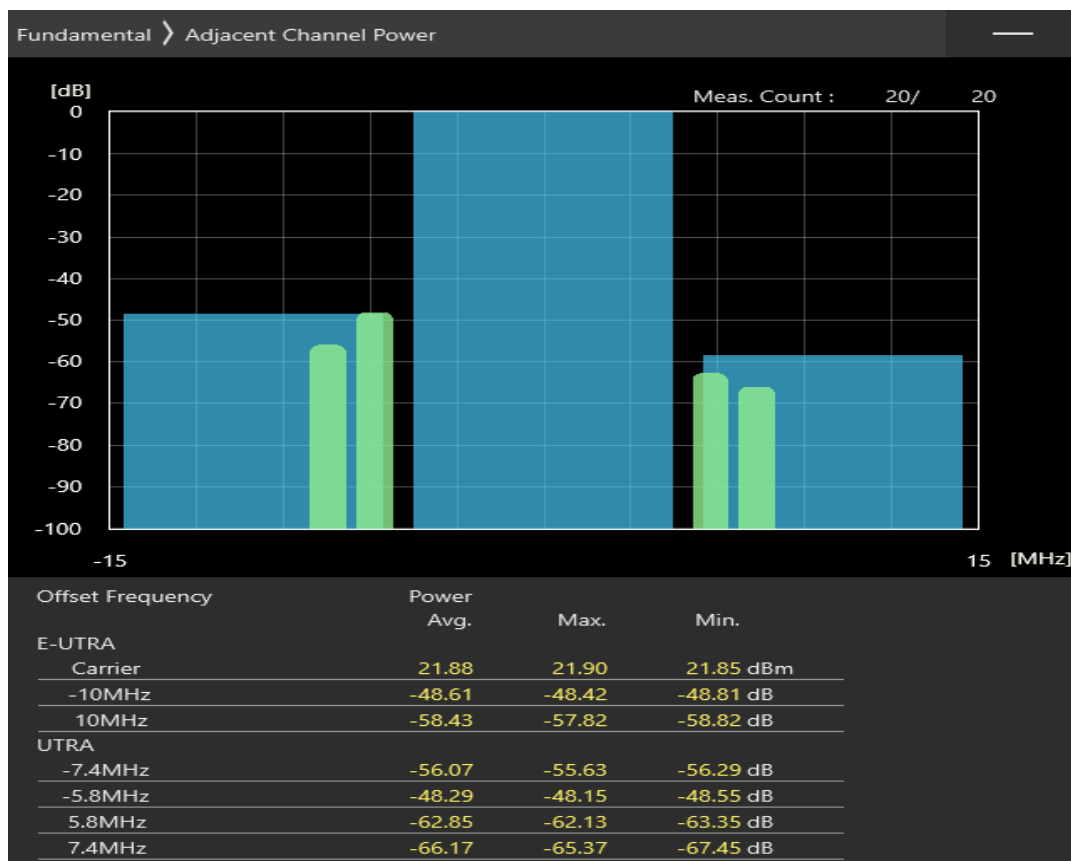 Fundamental ❯ Adjacent Channel Power
[dB]
Meas. Count : 20/ 20
0
-10
-20
-30
-40
-50
-60
-70
-80
-90
-100
-15 15 [MHz]
Offset Frequency Power
Avg. Max. Min.
E-UTRA
Carrier 21.88 21.90 21.85 dBm
-10MHz -48.61 -48.42 -48.81 dB
10MHz -58.43 -57.82 -58.82 dB
UTRA
-7.4MHz -56.07 -55.63 -56.29 dB
-5.8MHz -48.29 -48.15 -48.55 dB
5.8MHz -62.85 -62.13 -63.35 dB
7.4MHz -66.17 -65.37 -67.45 dB